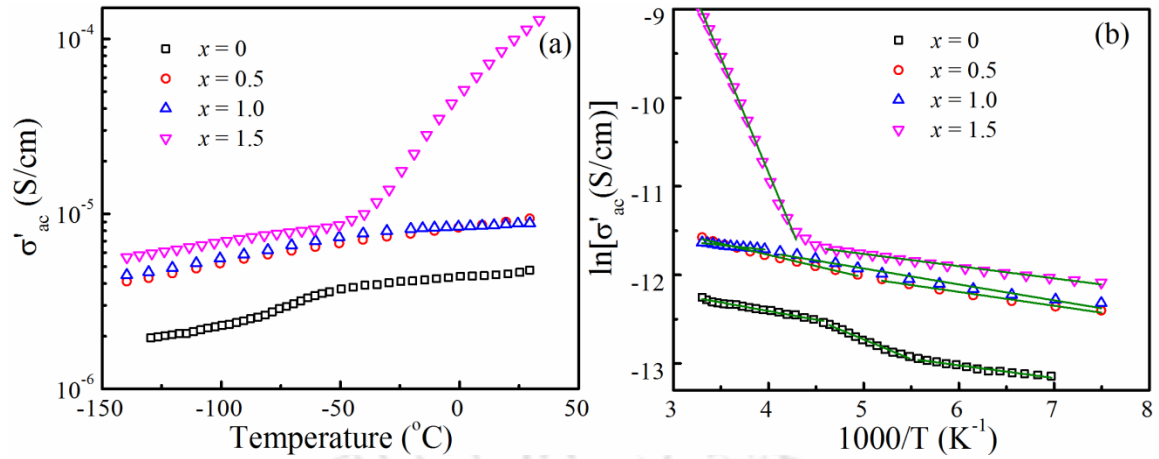 (a)
x = 0
x = 0.5
x = 1.0
x = 1.5
10⁻⁴
10⁻⁵
10⁻⁶
σ'ac (S/cm)
-150 -100 -50 0 50
Temperature (°C)
(b)
x = 0
x = 0.5
x = 1.0
x = 1.5
-9
-10
-11
-12
-13
ln[σ'ac(S/cm)]
3 4 5 6 7 8
1000/T (K⁻¹)